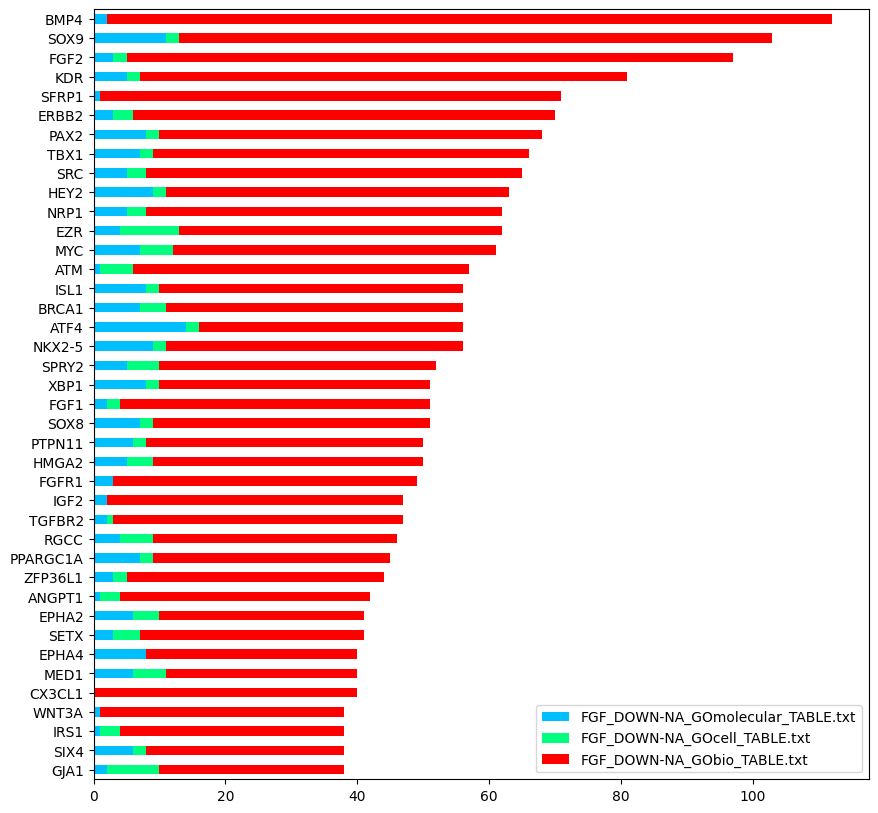 BMP4
SOX9
FGF2
KDR
SFRP1
ERBB2
PAX2
TBX1
SRC
HEY2
NRP1
EZR
MYC
ATM
ISL1
BRCA1
ATF4
NKX2-5
SPRY2
XBP1
FGF1
SOX8
PTPN11
HMGA2
FGFR1
IGF2
TGFBR2
RGCC
PPARGC1A
ZFP36L1
ANGPT1
EPHA2
SETX
EPHA4
MED1
CX3CL1
WNT3A
IRS1
SIX4
GJA1
FGF_DOWN-NA_GOmolecular_TABLE.txt
FGF_DOWN-NA_GOcell_TABLE.txt
FGF_DOWN-NA_GObio_TABLE.txt
0 20 40 60 80 100